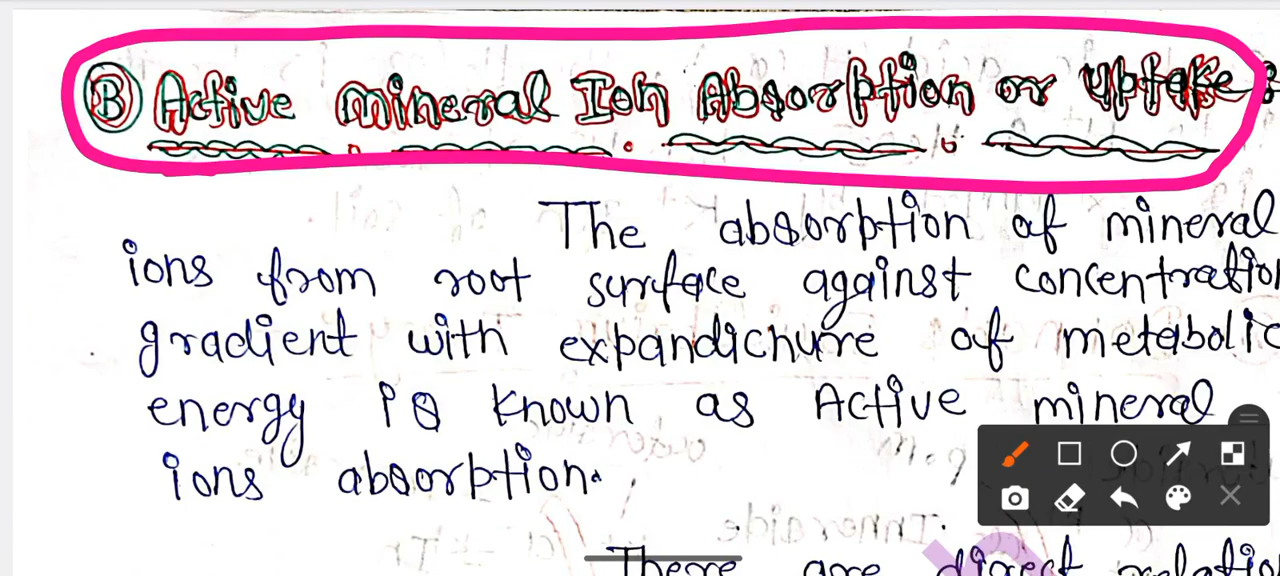 B Active mineral Ion Absorption or Uptake :
The absorption of mineral
ions from root surface against concentration
gradient with expandichure of metabolic
energy is known as Active mineral
ions absorption.
There are direct relatio